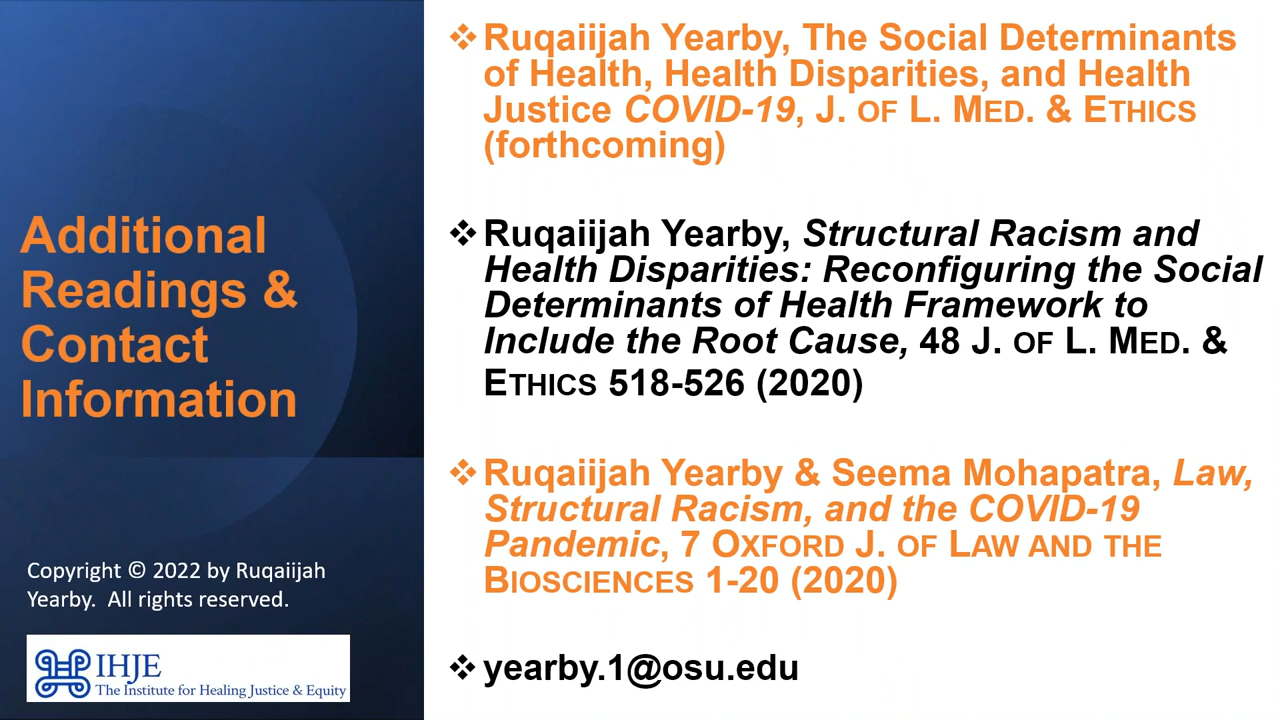 Additional
Readings &
Contact
Information
Copyright © 2022 by Ruqaiijah
Yearby. All rights reserved.
IHJE
The Institute for Healing Justice & Equity
❖ Ruqaiijah Yearby, The Social Determinants
of Health, Health Disparities, and Health
Justice COVID-19, J. OF L. MED. & ETHICS
(forthcoming)
❖ Ruqaiijah Yearby, Structural Racism and
Health Disparities: Reconfiguring the Social
Determinants of Health Framework to
Include the Root Cause, 48 J. OF L. MED. &
ETHICS 518-526 (2020)
❖ Ruqaiijah Yearby & Seema Mohapatra, Law,
Structural Racism, and the COVID-19
Pandemic, 7 OXFORD J. OF LAW AND THE
BIOSCIENCES 1-20 (2020)
❖ yearby.1@osu.edu